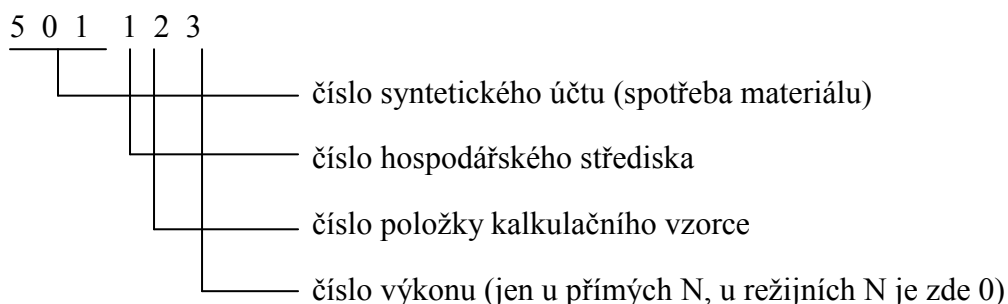 5 0 1 1 2 3
číslo syntetického účtu (spotřeba materiálu)
číslo hospodářského střediska
číslo položky kalkulačního vzorce
číslo výkonu (jen u přímých N, u režijních N je zde 0)